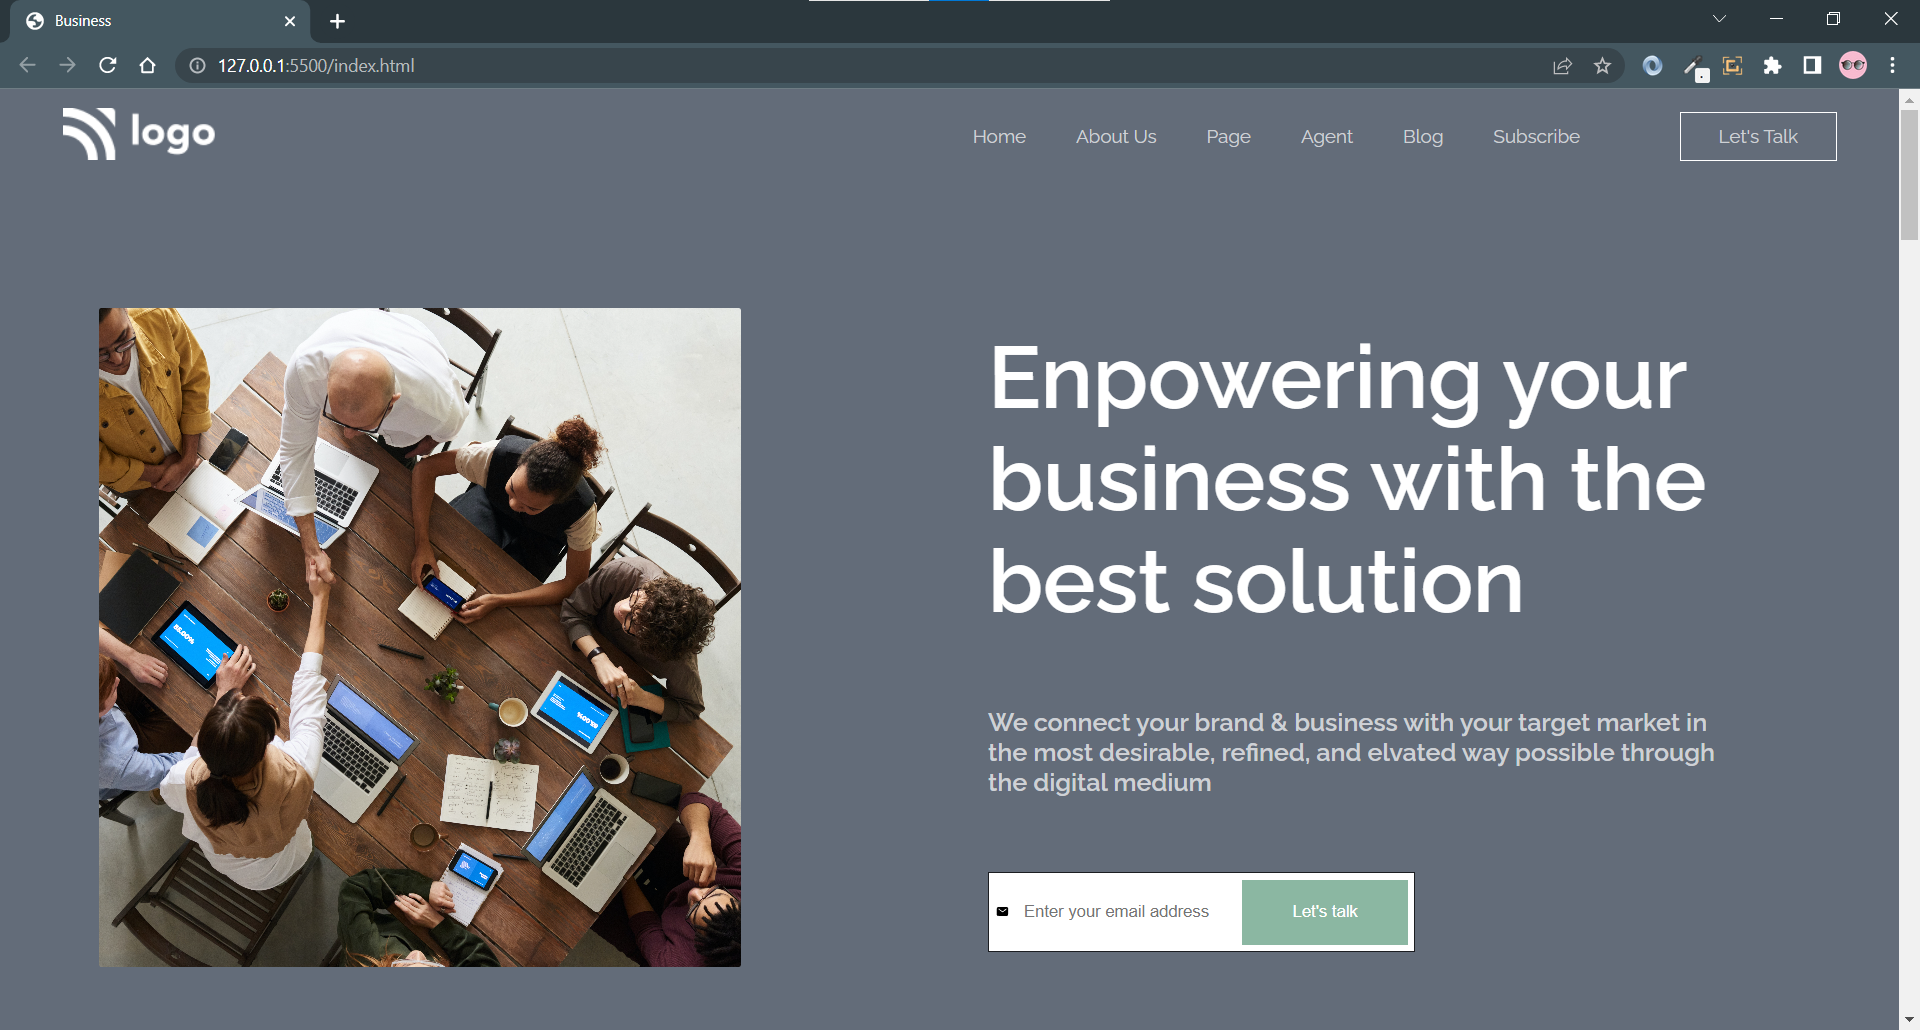 Business
127.0.0.1:5500/index.html
logo
Home
About Us
Page
Agent
Blog
Subscribe
Let's Talk
Enpowering your
business with the
best solution
We connect your brand & business with your target market in
the most desirable, refined, and elvated way possible through
the digital medium
Enter your email address
Let's talk